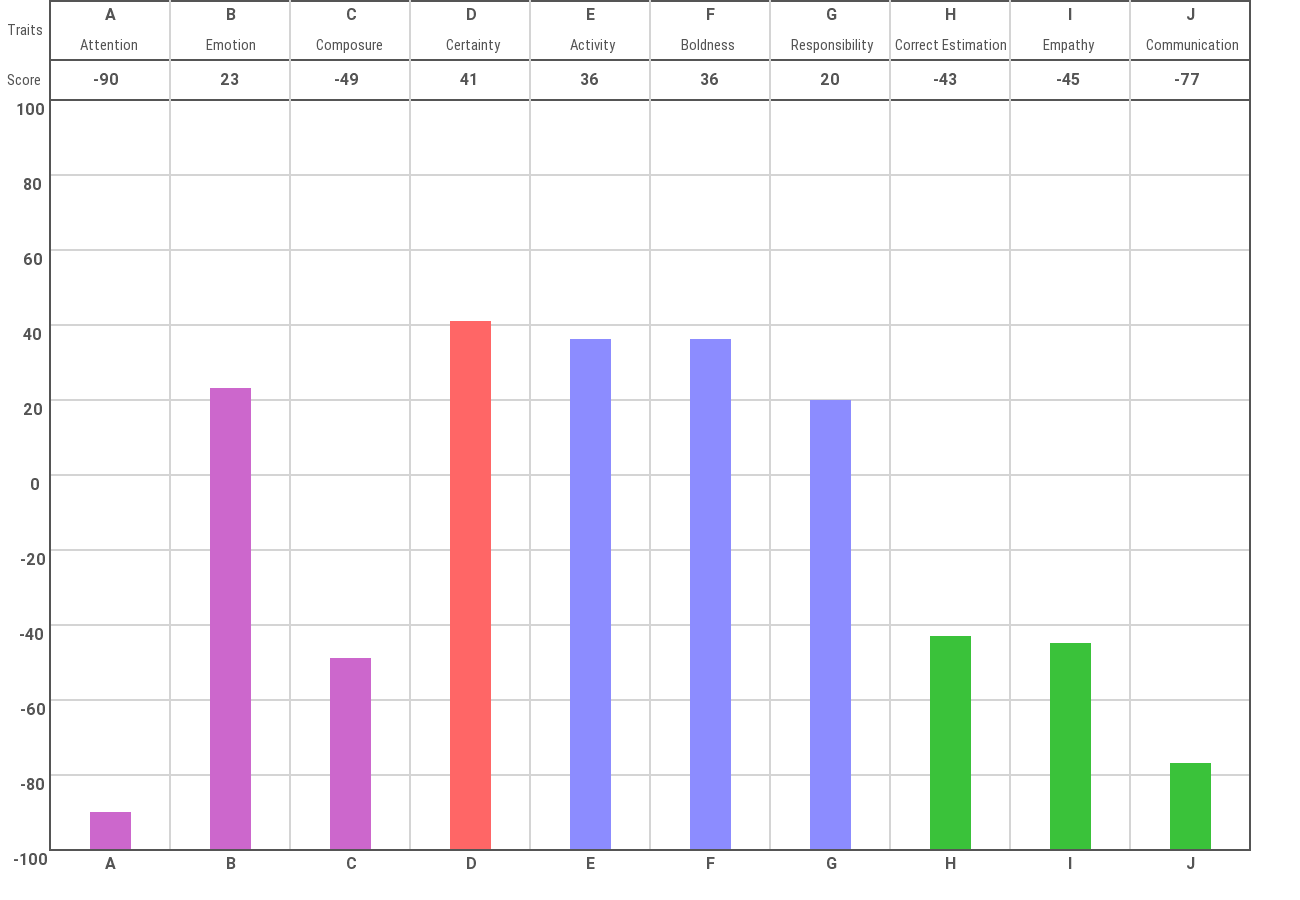 Traits A B C D E F G H I J
Attention Emotion Composure Certainty Activity Boldness Responsibility Correct Estimation Empathy Communication
Score -90 23 -49 41 36 36 20 -43 -45 -77
100
80
60
40
20
0
-20
-40
-60
-80
-100
A B C D E F G H I J